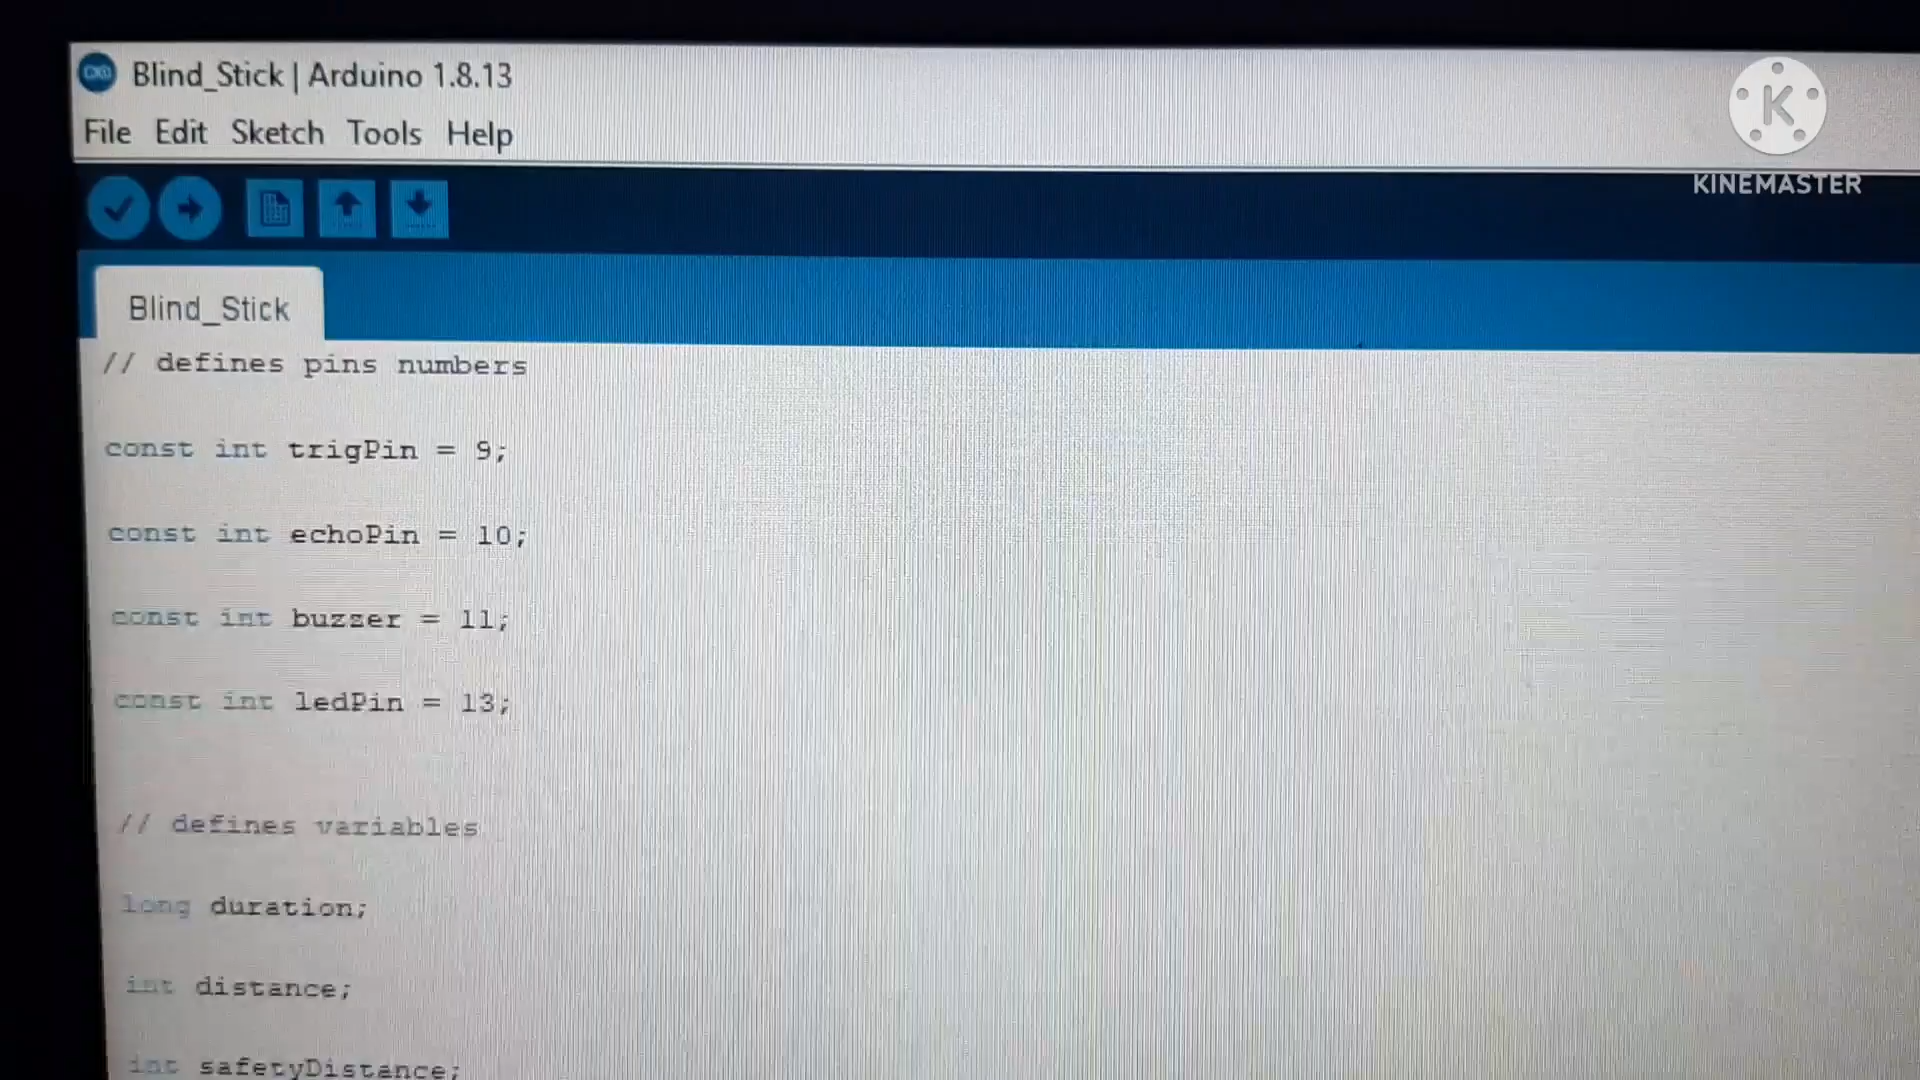 Blind_Stick | Arduino 1.8.13
File Edit Sketch Tools Help
K
KINEMASTER
Blind_Stick
// defines pins numbers
const int trigPin = 9;
const int echoPin = 10;
const int buzzer = 11;
const int ledPin = 13;
// defines variables
long duration;
int distance;
int safetyDistance;